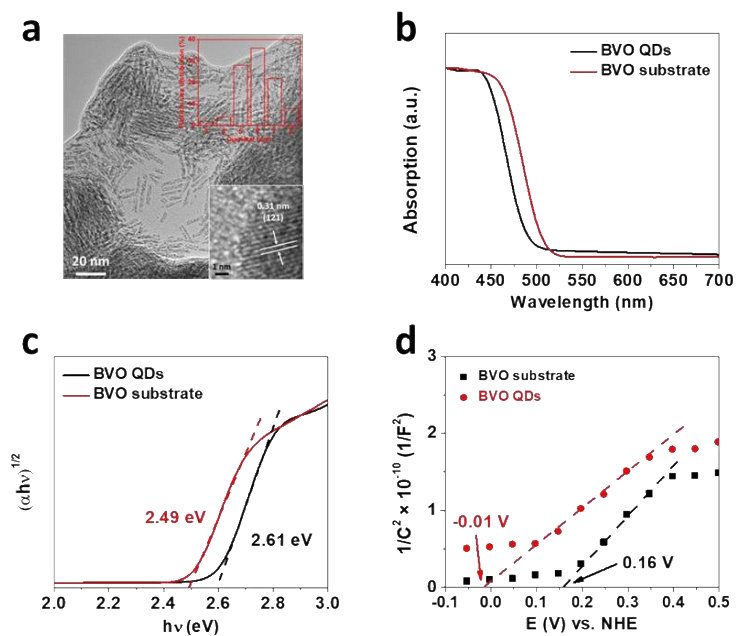 a
40
20 nm
0.31 nm
(121)
1 nm
b
BVO QDs
BVO substrate
Absorption (a.u.)
400 450 500 550 600 650 700
Wavelength (nm)
c
BVO QDs
BVO substrate
(αhν)1/2
2.49 eV
2.61 eV
2.0 2.2 2.4 2.6 2.8 3.0
hν (eV)
d
3
BVO substrate
BVO QDs
2
1/C2 × 10-10 (1/F2)
1
-0.01 V
0.16 V
0
-0.1 0.0 0.1 0.2 0.3 0.4 0.5
E (V) vs. NHE